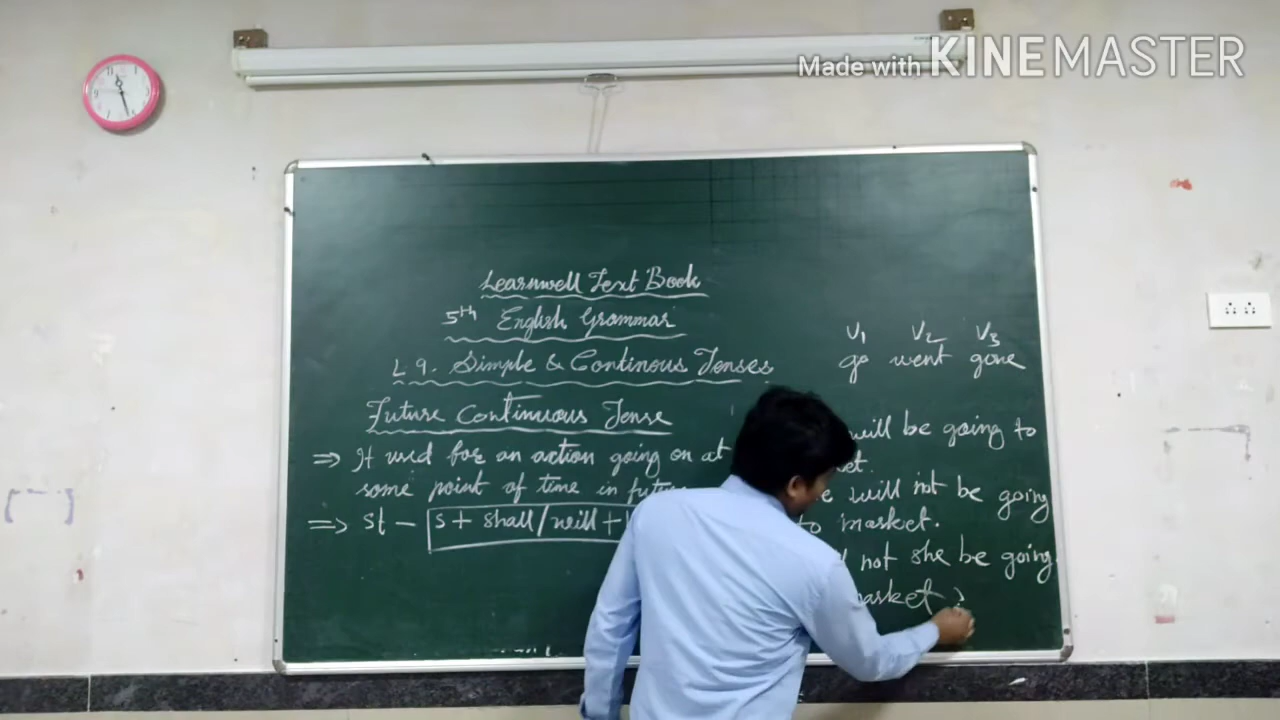 Made with KINEMASTER
Learnwell Text Book
5th English Grammar
L 9. Simple & Continous Tenses
Future Continuous Tense
⇒ It used for an action going on at
some point of time in future
⇒ St - S + shall/will +
V1 V2 V3
go went gone
will be going to
will not be going
to market.
not she be going
market ?